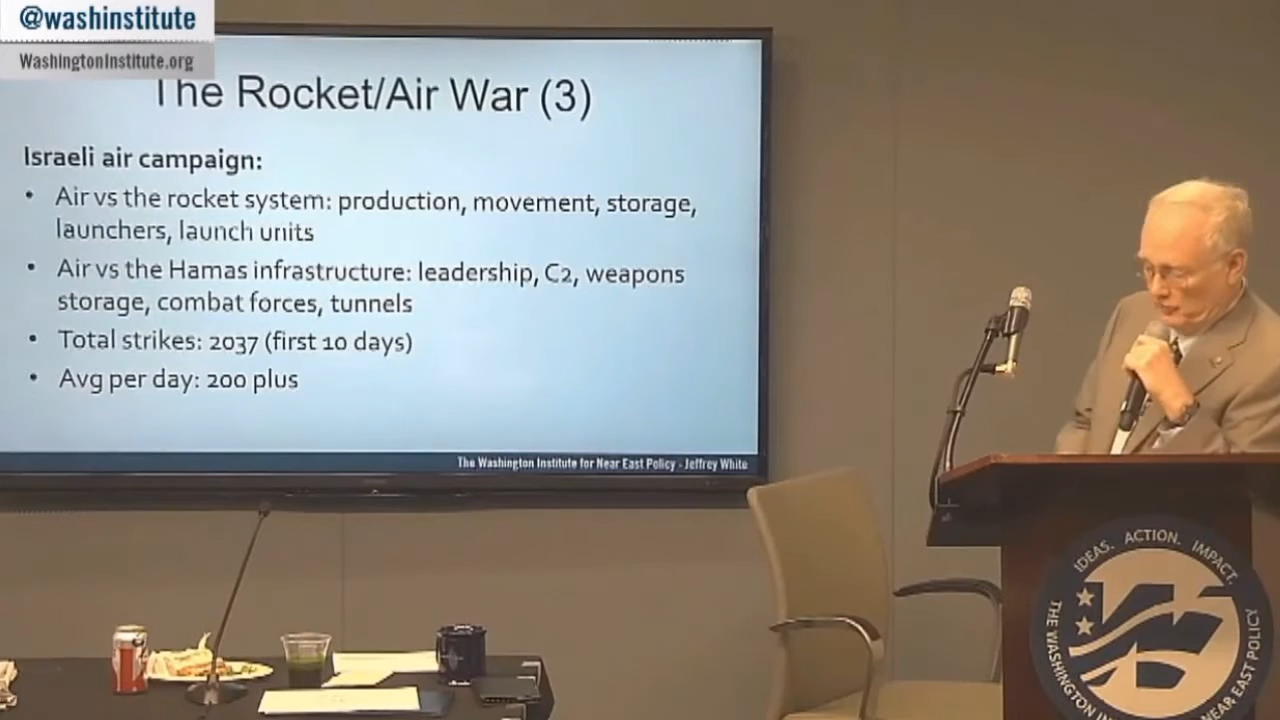 @washinstitute
WashingtonInstitute.org
The Rocket/Air War (3)
Israeli air campaign:
• Air vs the rocket system: production, movement, storage,
launchers, launch units
• Air vs the Hamas infrastructure: leadership, C2, weapons
storage, combat forces, tunnels
• Total strikes: 2037 (first 10 days)
• Avg per day: 200 plus
The Washington Institute for Near East Policy - Jeffrey White
IDEAS. ACTION. IMPACT.
THE WASHINGTON IN NEAR EAST POLICY